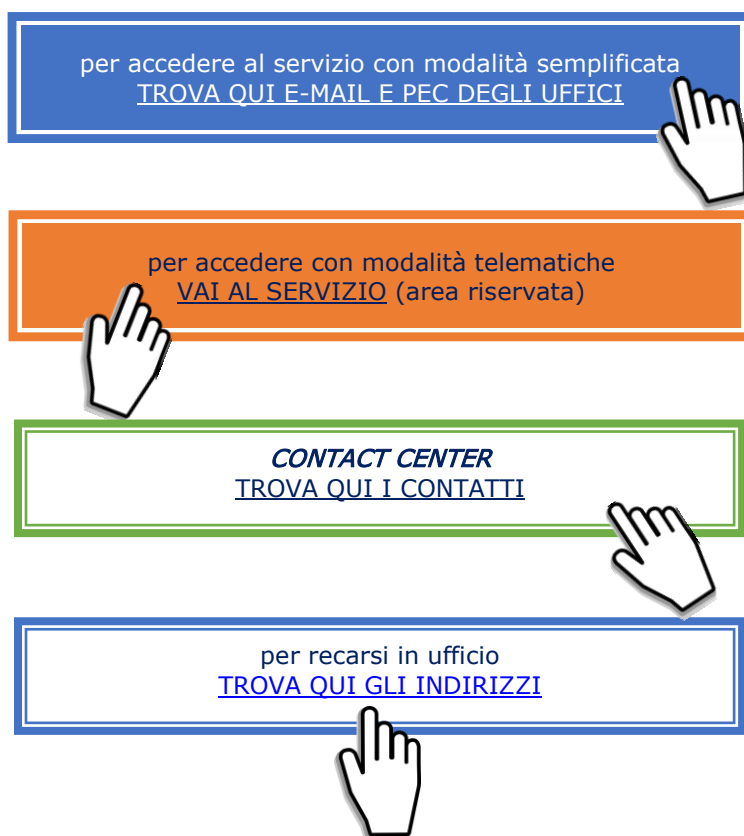 per accedere al servizio con modalità semplificata
TROVA QUI E-MAIL E PEC DEGLI UFFICI
per accedere con modalità telematiche
VAI AL SERVIZIO (area riservata)
CONTACT CENTER
TROVA QUI I CONTATTI
per recarsi in ufficio
TROVA QUI GLI INDIRIZZI